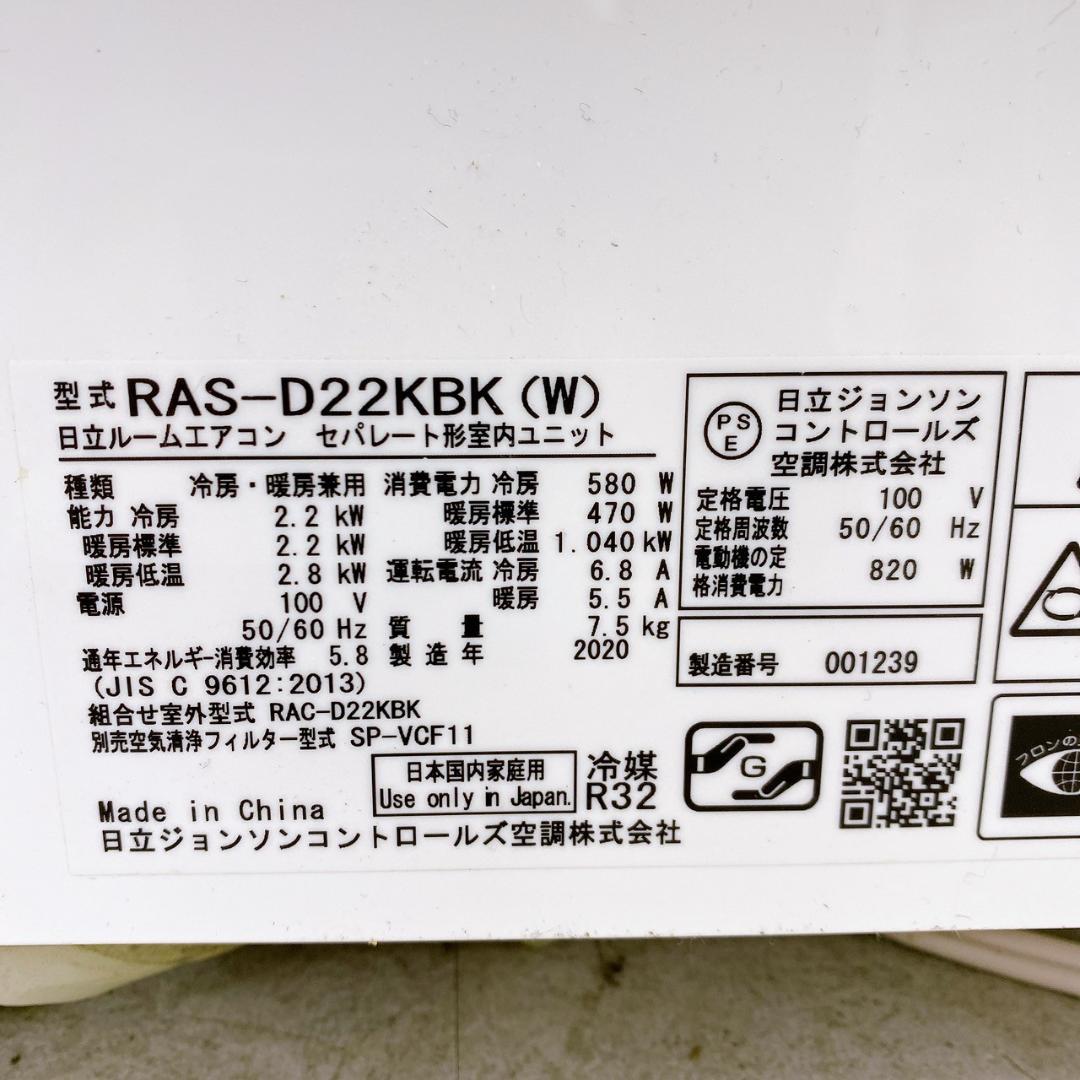 型式 RAS-D22KBK(W)
日立ルームエアコン セパレート形室内ユニット
種類 冷房・暖房兼用
能力 冷房 2.2 kW
暖房標準 2.2 kW
暖房低温 2.8 kW
電源 100 V
50/60 Hz
通年エネルギー消費効率 5.8
(JIS C 9612:2013)
消費電力 冷房 580 W
暖房標準 470 W
暖房低温 1.040 kW
運転電流 冷房 6.8 A
暖房 5.5 A
質量 7.5 kg
製造年 2020
組合せ室外型式 RAC-D22KBK
別売空気清浄フィルター型式 SP-VCF11
日本国内家庭用
Use only in Japan.
冷媒
R32
Made in China
日立ジョンソンコントロールズ空調株式会社
PS
E
日立ジョンソン
コントロールズ
空調株式会社
定格電圧 100 V
定格周波数 50/60 Hz
電動機の定
格消費電力 820 W
製造番号 001239
G
フロンの